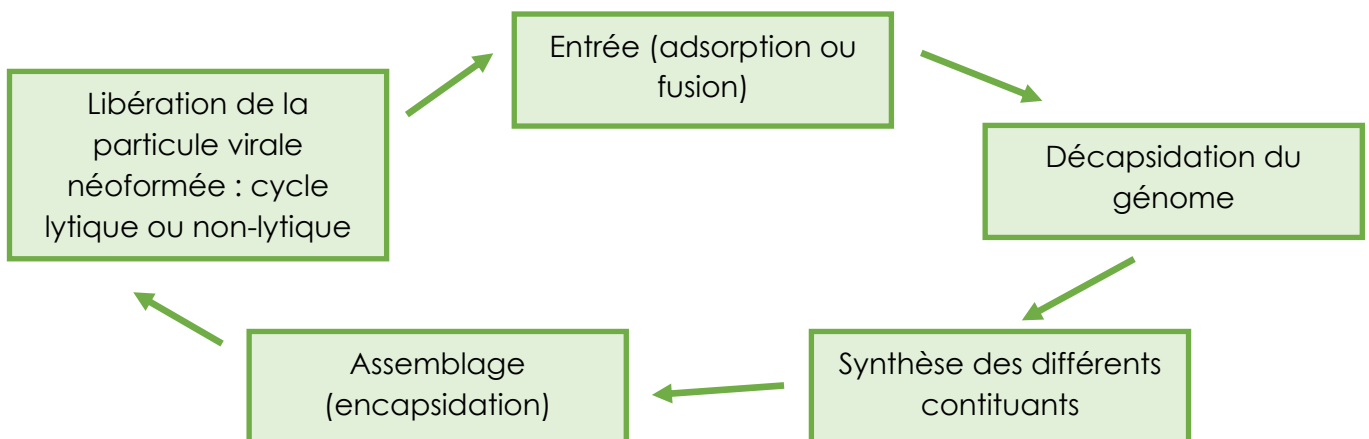 Entrée (adsorption ou
fusion)
Libération de la
particule virale
néoformée : cycle
lytique ou non-lytique
Décapsidation du
génome
Assemblage
(encapsidation)
Synthèse des différents
contituants